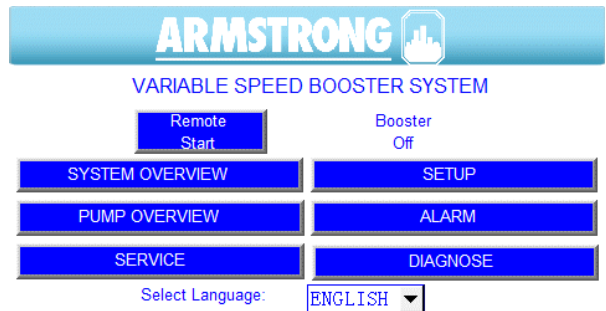 ARMSTRONG
VARIABLE SPEED BOOSTER SYSTEM
Remote
Start
Booster
Off
SYSTEM OVERVIEW
SETUP
PUMP OVERVIEW
ALARM
SERVICE
DIAGNOSE
Select Language: ENGLISH